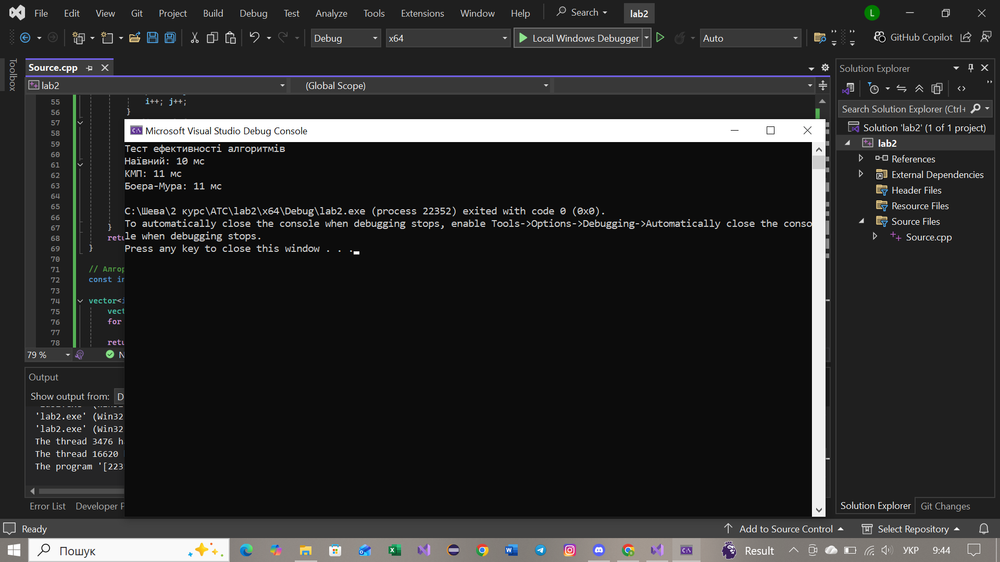 File Edit View Git Project Build Debug Test Analyze Tools Extensions Window Help Search lab2 L
Debug x64 Local Windows Debugger Auto GitHub Copilot
Toolbox
Source.cpp
lab2 (Global Scope)
55 i++; j++;
56 }
57
58
59
60
61
62
63
64
65
66
67 }
68 retu
69 }
70
71 // Алгор
72 const in
73
74 vector<i
75 vect
76 for
77
78 retu
79 % N
Microsoft Visual Studio Debug Console
Тест ефективності алгоритмів
Наївний: 10 мс
КМП: 11 мс
Боєра-Мура: 11 мс
C:\Шева\2 курс\АТС\lab2\x64\Debug\lab2.exe (process 22352) exited with code 0 (0x0).
To automatically close the console when debugging stops, enable Tools->Options->Debugging->Automatically close the conso
le when debugging stops.
Press any key to close this window . . .
Output
Show output from: D
'lab2.exe' (Win32
'lab2.exe' (Win32
The thread 3476 h
The thread 16620
The program '[223
Error List Developer P
Solution Explorer
Search Solution Explorer (Ctrl+
Solution 'lab2' (1 of 1 project)
lab2
References
External Dependencies
Header Files
Resource Files
Source Files
Source.cpp
Solution Explorer Git Changes
Ready Add to Source Control Select Repository
Пошук Result УКР 9:44